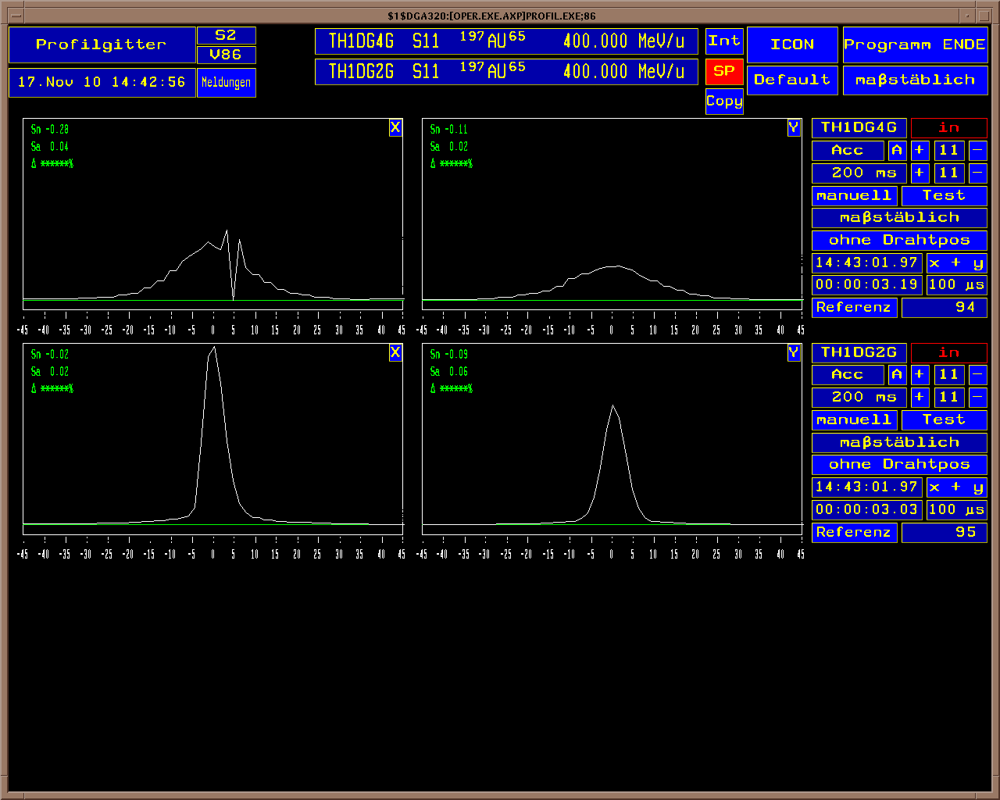 $1$DGA320:[OPER.EXE.AXP]PROFIL.EXE;86
Profilgitter
S2
V86
17.Nov 10 14:42:56
Meldungen
TH1DG4G S11 197AU65 400.000 MeV/u
TH1DG2G S11 197AU65 400.000 MeV/u
Int
SP
Copy
ICON
Programm ENDE
Default
maβstäblich
Sn -0.28
Sa 0.04
Δ ******%
X
-45 -40 -35 -30 -25 -20 -15 -10 -5 0 5 10 15 20 25 30 35 40 45
Sn -0.11
Sa 0.02
Δ ******%
Y
-45 -40 -35 -30 -25 -20 -15 -10 -5 0 5 10 15 20 25 30 35 40 45
TH1DG4G in
Acc A + 11 -
200 ms + 11 -
manuell Test
maβstäblich
ohne Drahtpos
14:43:01.97 x + y
00:00:03.19 100 µs
Referenz 94
Sn -0.02
Sa 0.02
Δ ******%
X
-45 -40 -35 -30 -25 -20 -15 -10 -5 0 5 10 15 20 25 30 35 40 45
Sn -0.09
Sa 0.06
Δ ******%
Y
-45 -40 -35 -30 -25 -20 -15 -10 -5 0 5 10 15 20 25 30 35 40 45
TH1DG2G in
Acc A + 11 -
200 ms + 11 -
manuell Test
maβstäblich
ohne Drahtpos
14:43:01.97 x + y
00:00:03.03 100 µs
Referenz 95